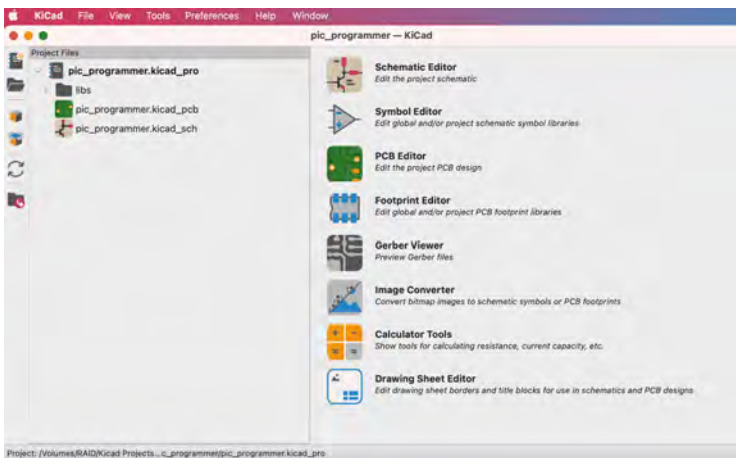 KiCad File View Tools Preferences Help Window
pic_programmer — KiCad
Project Files
pic_programmer.kicad_pro
libs
pic_programmer.kicad_pcb
pic_programmer.kicad_sch
Schematic Editor
Edit the project schematic
Symbol Editor
Edit global and/or project schematic symbol libraries
PCB Editor
Edit the project PCB design
Footprint Editor
Edit global and/or project PCB footprint libraries
Gerber Viewer
Preview Gerber files
Image Converter
Convert bitmap images to schematic symbols or PCB footprints
Calculator Tools
Show tools for calculating resistance, current capacity, etc.
Drawing Sheet Editor
Edit drawing sheet borders and title blocks for use in schematics and PCB designs
Project: /Volumes/RAID/Kicad Projects...c_programmer/pic_programmer.kicad_pro